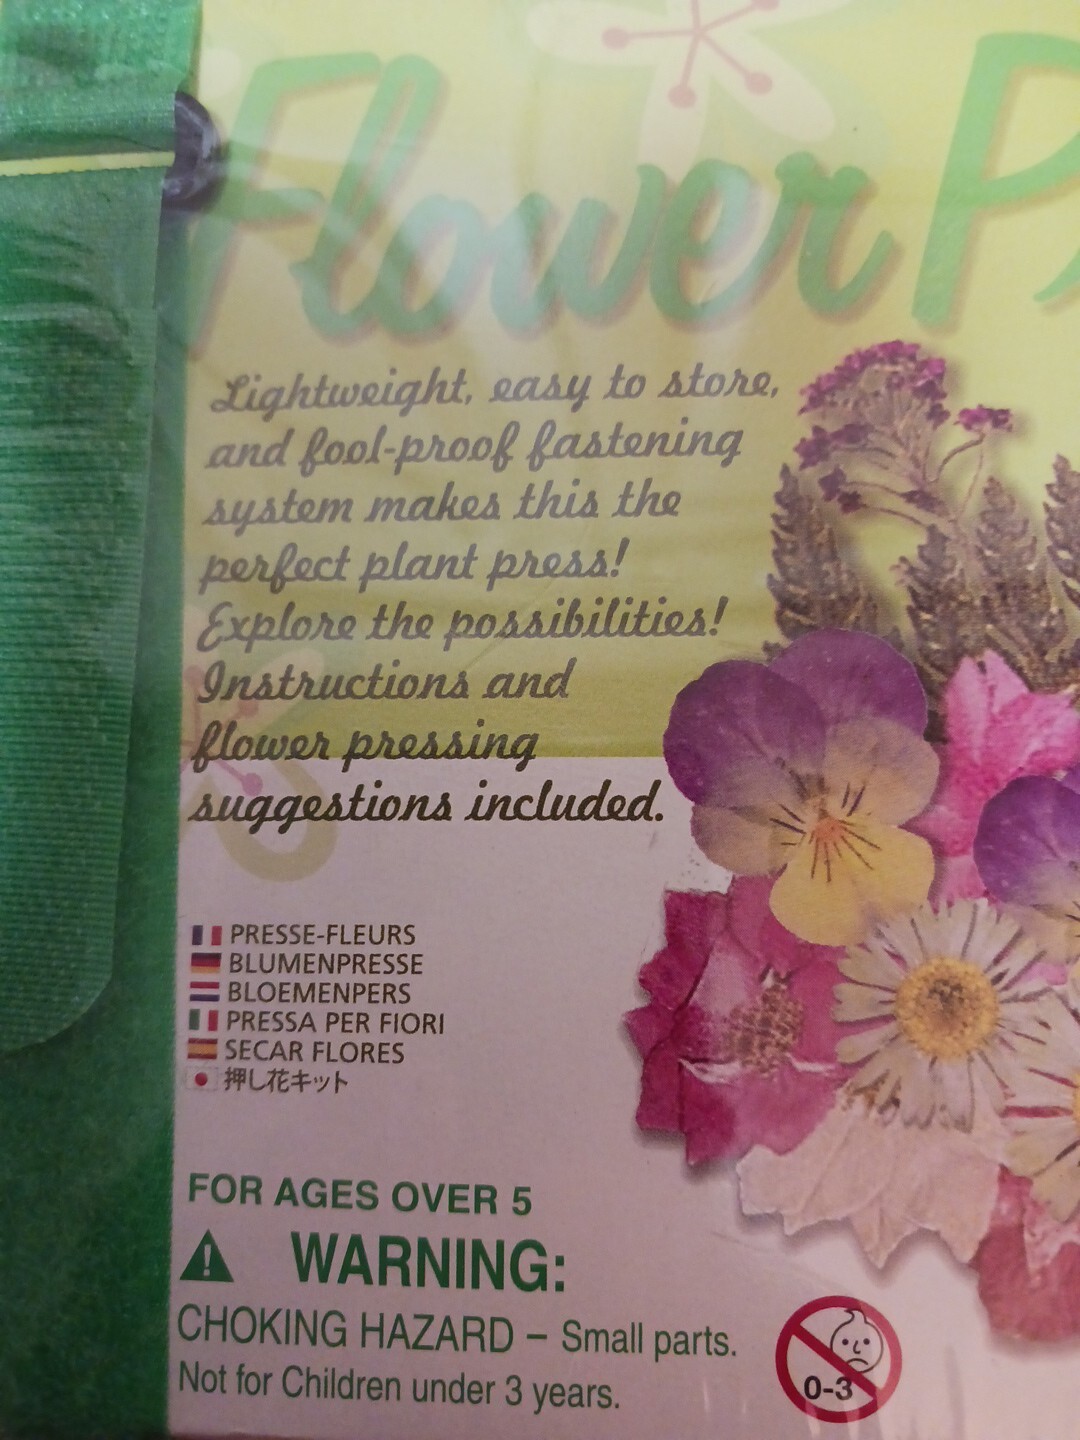 Flower P
Lightweight, easy to store,
and fool-proof fastening
system makes this the
perfect plant press!
Explore the possibilities!
Instructions and
flower pressing
suggestions included.
PRESSE-FLEURS
BLUMENPRESSE
BLOEMENPERS
PRESSA PER FIORI
SECAR FLORES
押し花キット
FOR AGES OVER 5
WARNING:
CHOKING HAZARD – Small parts.
Not for Children under 3 years.
0-3